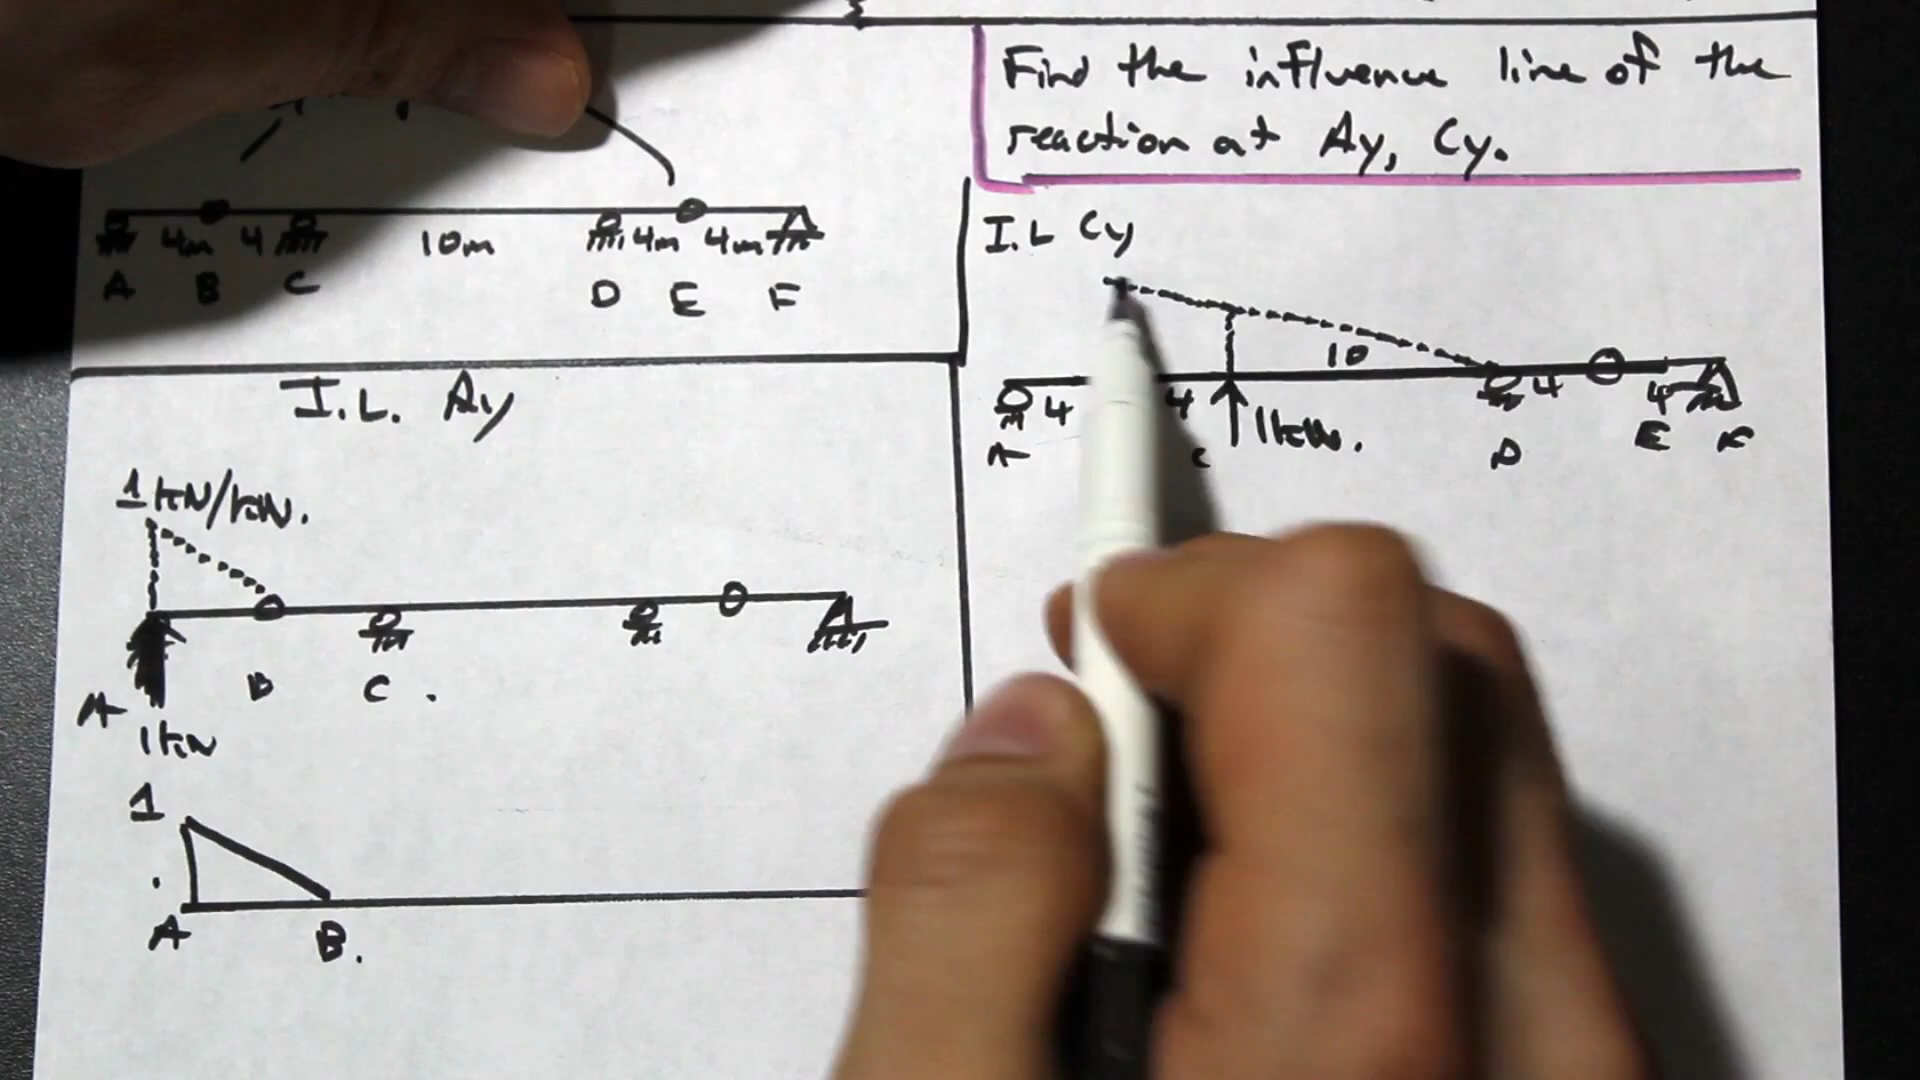 Find the influence line of the
reaction at Ay, Cy.
4m 4 10m 4m 4m
A B C D E F
I.L. Ay
1 kN/kN.
A B C .
1kN
1
A B.
I.L Cy
10
4 4 4 4
1kN.
A C D E F